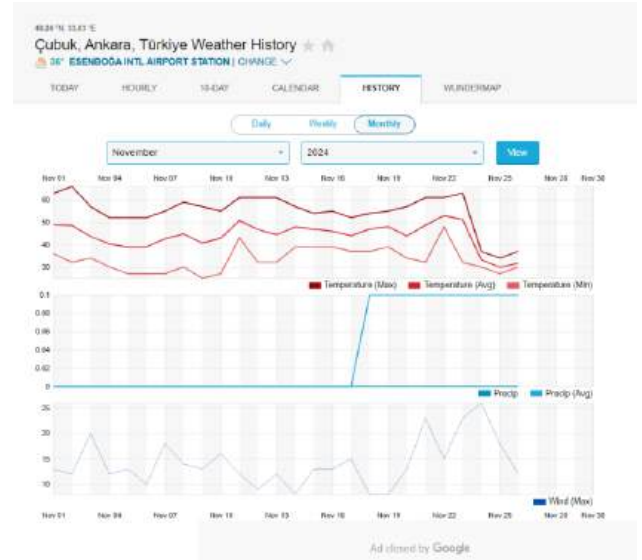 Çubuk, Ankara, Türkiye Weather History
36° ESENBOĞA INTL AIRPORT STATION | CHANGE
TODAY HOURLY 10-DAY CALENDAR HISTORY WUNDERMAP
Daily Weekly Monthly
November 2024 View
Nov 01 Nov 04 Nov 07 Nov 10 Nov 13 Nov 16 Nov 19 Nov 22 Nov 25 Nov 28 Nov 30
60
50
40
30
Temperature (Max) Temperature (Avg) Temperature (Min)
0.1
0.08
0.06
0.04
0.02
0
Precip Precip (Avg)
25
20
15
10
Wind (Max)
Nov 01 Nov 04 Nov 07 Nov 10 Nov 13 Nov 16 Nov 19 Nov 22 Nov 25 Nov 28 Nov 30
Ad closed by Google